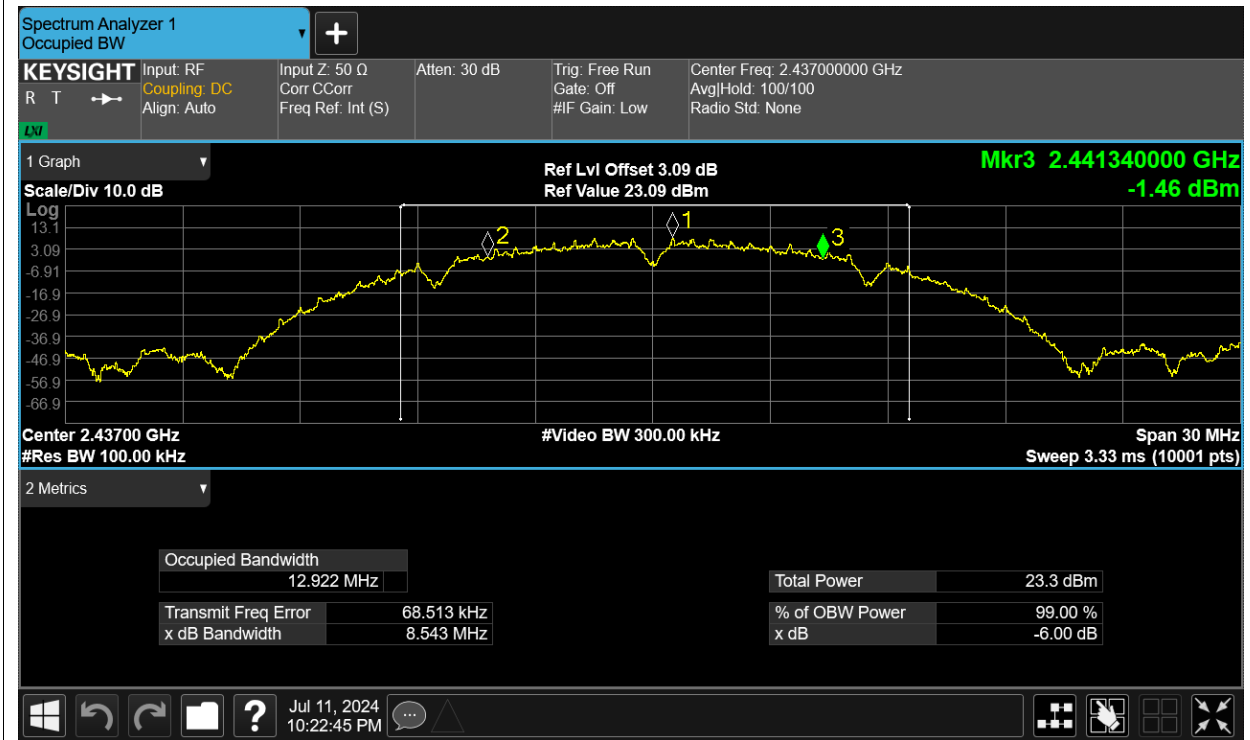 Spectrum Analyzer 1
Occupied BW
+
KEYSIGHT
R T
LXI
Input: RF
Coupling: DC
Align: Auto
Input Z: 50 Ω
Corr CCorr
Freq Ref: Int (S)
Atten: 30 dB
Trig: Free Run
Gate: Off
#IF Gain: Low
Center Freq: 2.437000000 GHz
Avg|Hold: 100/100
Radio Std: None
1 Graph
Scale/Div 10.0 dB
Ref Lvl Offset 3.09 dB
Ref Value 23.09 dBm
Mkr3 2.441340000 GHz
-1.46 dBm
Log
13.1
3.09
-6.91
-16.9
-26.9
-36.9
-46.9
-56.9
-66.9
2
1
3
Center 2.43700 GHz
#Res BW 100.00 kHz
#Video BW 300.00 kHz
Span 30 MHz
Sweep 3.33 ms (10001 pts)
2 Metrics
Occupied Bandwidth
12.922 MHz
Transmit Freq Error 68.513 kHz
x dB Bandwidth 8.543 MHz
Total Power 23.3 dBm
% of OBW Power 99.00 %
x dB -6.00 dB
?
Jul 11, 2024
10:22:45 PM